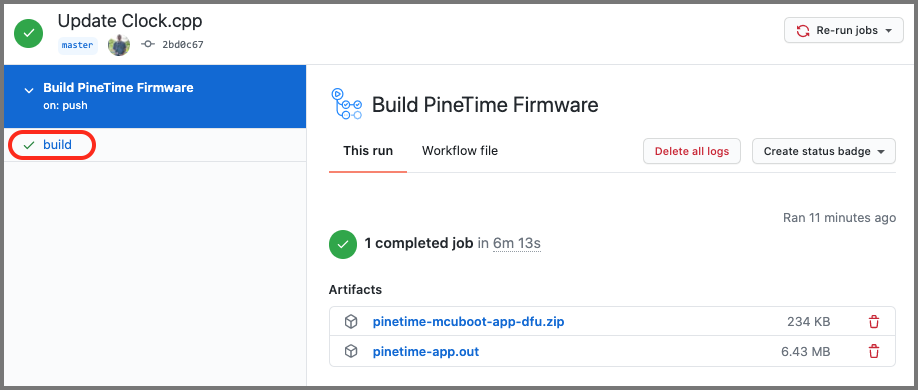 Update Clock.cpp
master 2bd0c67
Re-run jobs
Build PineTime Firmware
on: push
build
Build PineTime Firmware
This run Workflow file Delete all logs Create status badge
Ran 11 minutes ago
1 completed job in 6m 13s
Artifacts
pinetime-mcuboot-app-dfu.zip 234 KB
pinetime-app.out 6.43 MB